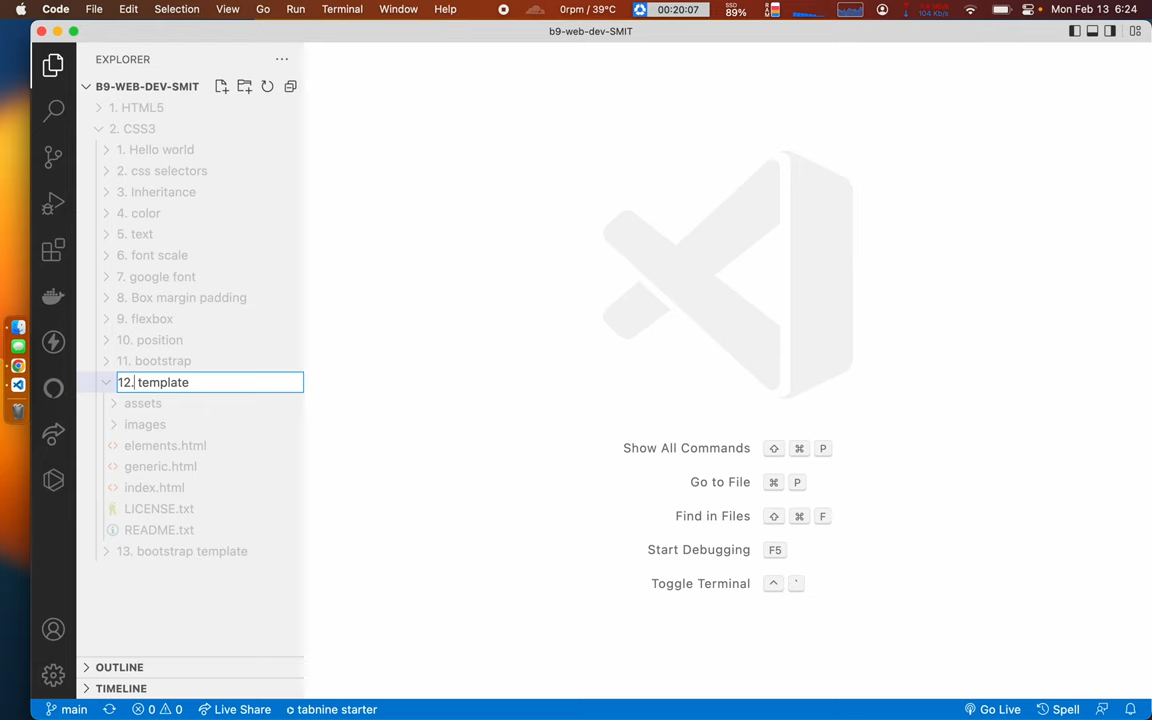 Code File Edit Selection View Go Run Terminal Window Help 0rpm / 39°C 00:20:07 SSD 89% 104 Kb/s Mon Feb 13 6:24
b9-web-dev-SMIT
EXPLORER
B9-WEB-DEV-SMIT
1. HTML5
2. CSS3
1. Hello world
2. css selectors
3. Inheritance
4. color
5. text
6. font scale
7. google font
8. Box margin padding
9. flexbox
10. position
11. bootstrap
12. template
assets
images
elements.html
generic.html
index.html
LICENSE.txt
README.txt
13. bootstrap template
Show All Commands ⇧ ⌘ P
Go to File ⌘ P
Find in Files ⇧ ⌘ F
Start Debugging F5
Toggle Terminal ^ `
OUTLINE
TIMELINE
main 0 0 Live Share tabnine starter Go Live Spell